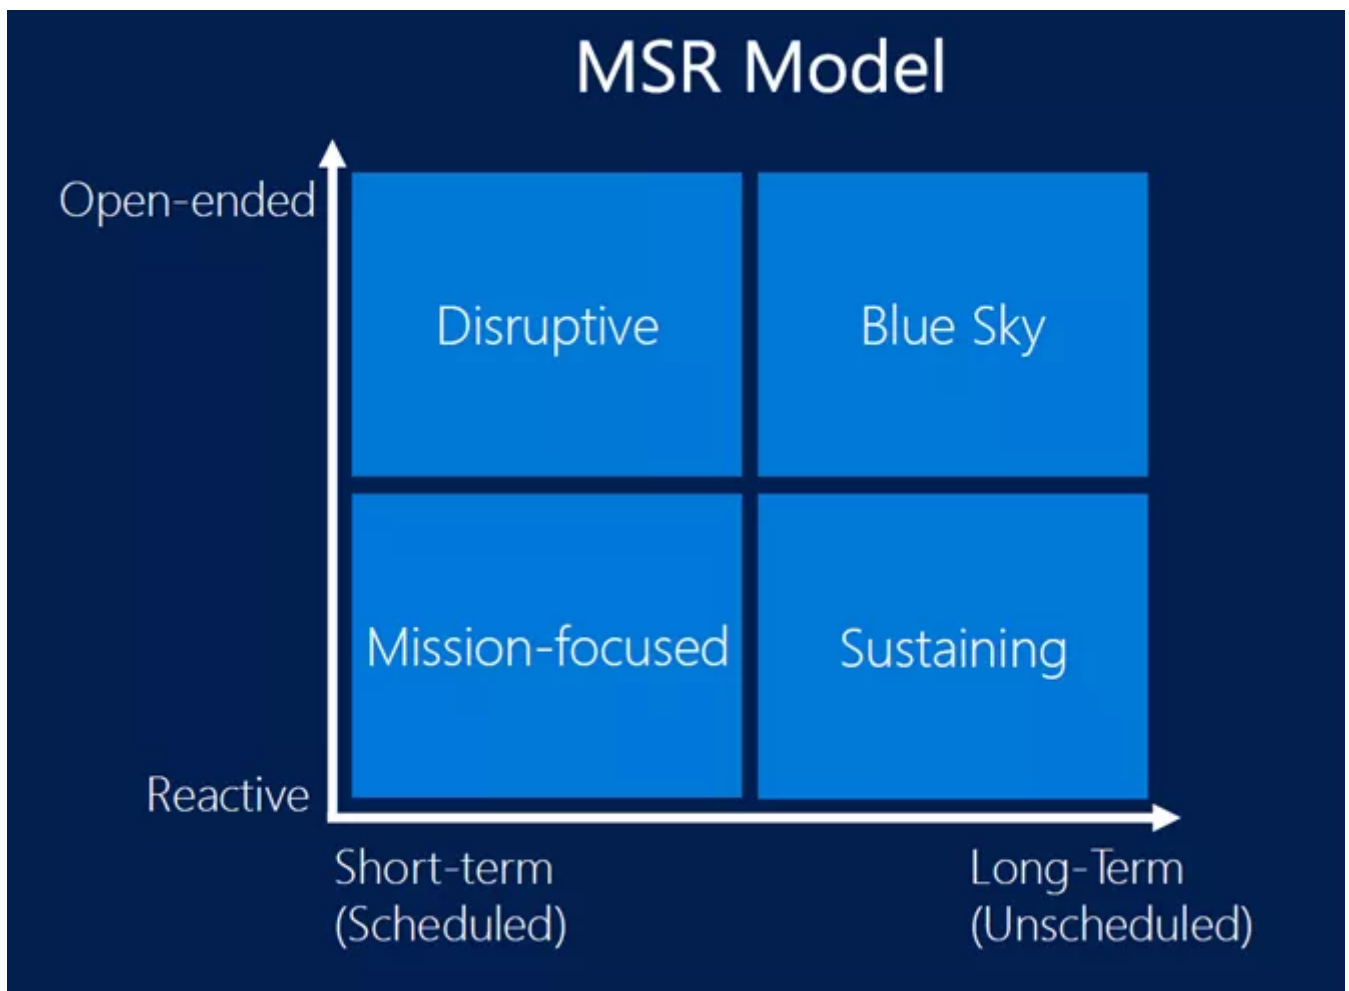 MSR Model
Open-ended
Disruptive
Blue Sky
Mission-focused
Sustaining
Reactive
Short-term
(Scheduled)
Long-Term
(Unscheduled)